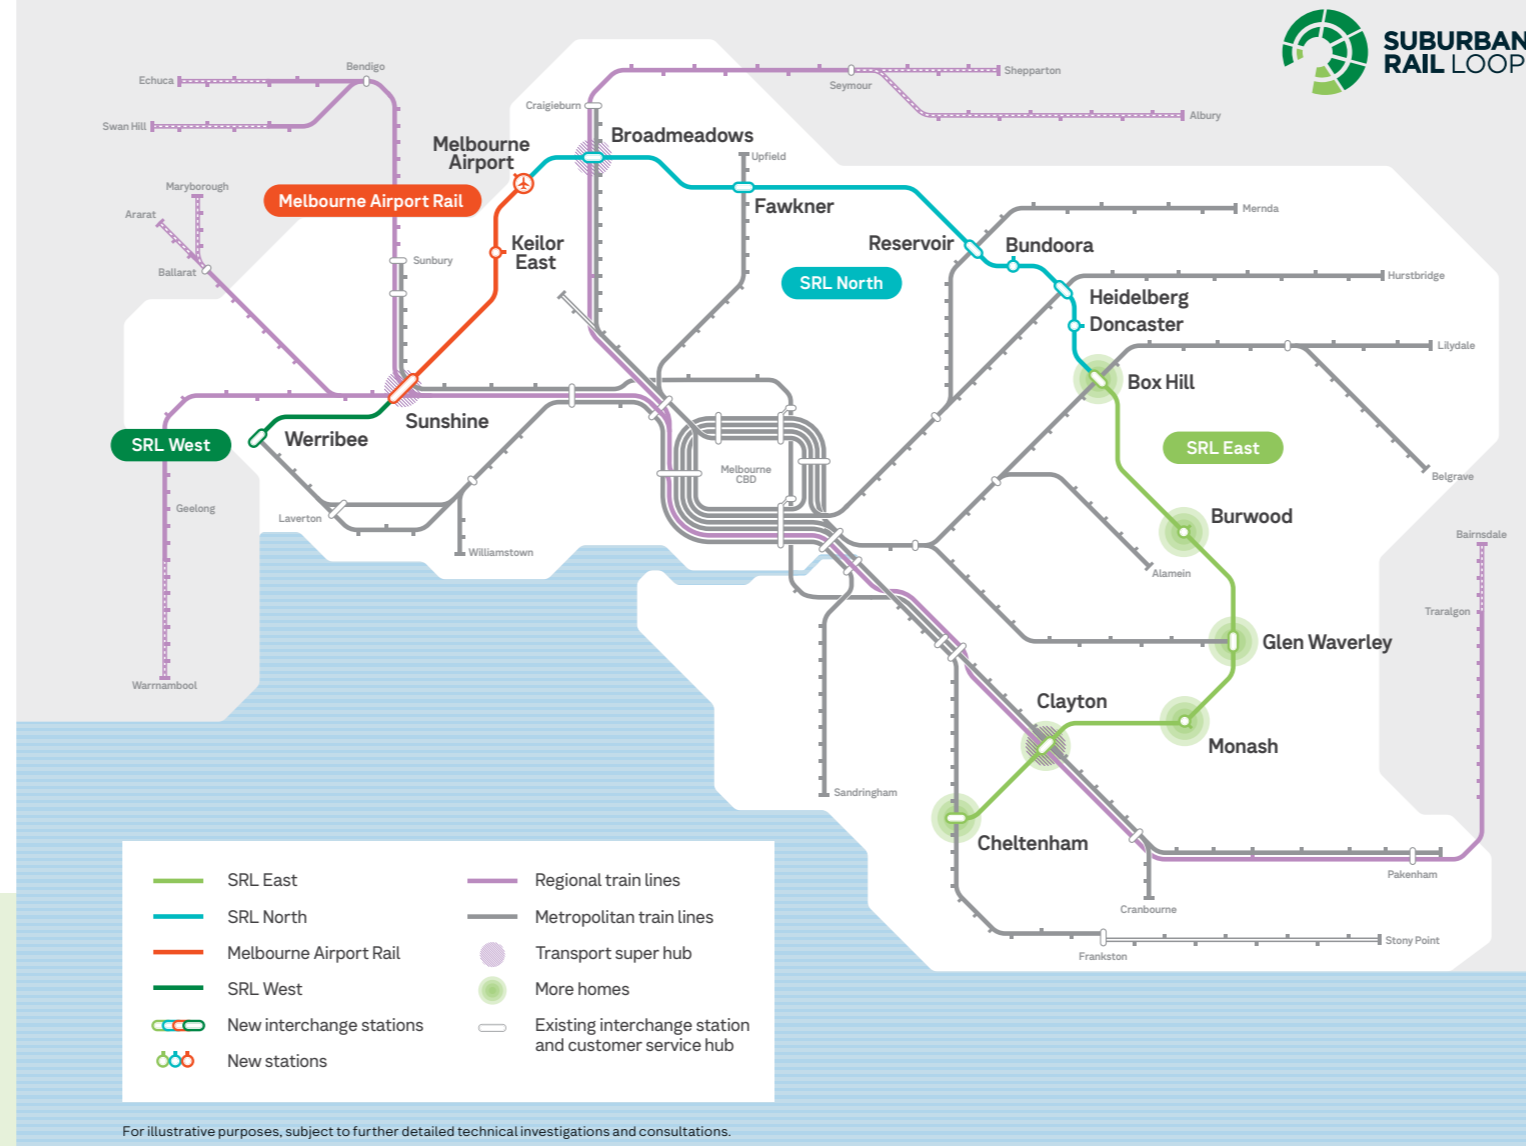 SUBURBAN
RAIL LOOP
Bendigo
Echuca
Swan Hill
Shepparton
Seymour
Albury
Craigieburn
Melbourne
Airport
Broadmeadows
Upfield
Maryborough
Melbourne Airport Rail
Fawkner
Mernda
Ararat
Keilor
East
Reservoir
Bundoora
Ballarat
Sunbury
SRL North
Hurstbridge
Heidelberg
Doncaster
Lilydale
Box Hill
Sunshine
SRL West
Werribee
SRL East
Melbourne
CBD
Belgrave
Geelong
Laverton
Burwood
Bairnsdale
Williamstown
Alamein
Traralgon
Glen Waverley
Warrnambool
Clayton
Monash
Sandringham
Cheltenham
Pakenham
Cranbourne
Stony Point
Frankston
SRL East
SRL North
Melbourne Airport Rail
SRL West
New interchange stations
New stations
Regional train lines
Metropolitan train lines
Transport super hub
More homes
Existing interchange station
and customer service hub
For illustrative purposes, subject to further detailed technical investigations and consultations.